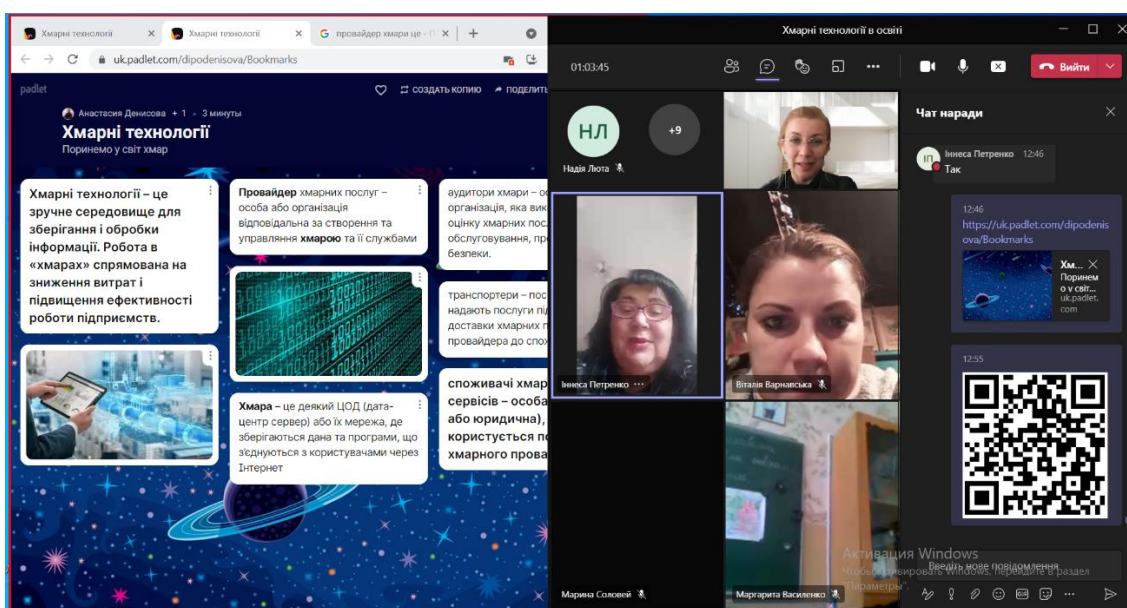 Хмарні технології
Хмарні технології
провайдер хмари це - П
uk.padlet.com/dipodenisova/Bookmarks
padlet
СОЗДАТЬ КОПИЮ
ПОДЕЛИТЬ
Анастасия Денисова + 1 • 3 минуты
Хмарні технології
Поринемо у світ хмар
Хмарні технології – це
зручне середовище для
зберігання і обробки
інформації. Робота в
«хмарах» спрямована на
зниження витрат і
підвищення ефективності
роботи підприємств.
Провайдер хмарних послуг –
особа або організація
відповідальна за створення та
управління хмарою та її службами
Хмара – це деякий ЦОД (дата-
центр сервер) або їх мережа, де
зберігаються дана та програми, що
з'єднуються з користувачами через
Інтернет
аудитори хмари – о
організація, яка вик
оцінку хмарних пос
обслуговування, пр
безпеки.
транспортери – пос
надають послуги пі
доставки хмарних п
провайдера до спо
споживачі хмар
сервісів – особа
або юридична),
користується по
хмарного прова
Хмарні технології в освіті
01:03:45
Вийти
НЛ
+9
Надія Люта
Іннеса Петренко
Віталія Варнавська
Марина Соловей
Маргарита Василенко
Чат наради
ІП
Іннеса Петренко 12:46
Так
12:46
https://uk.padlet.com/dipodenis
ova/Bookmarks
Хм...
Поринем
о у світ...
uk.padlet.
com
12:55
Активация Windows
Введіть нове повідомлення
"Параметры".
GIF